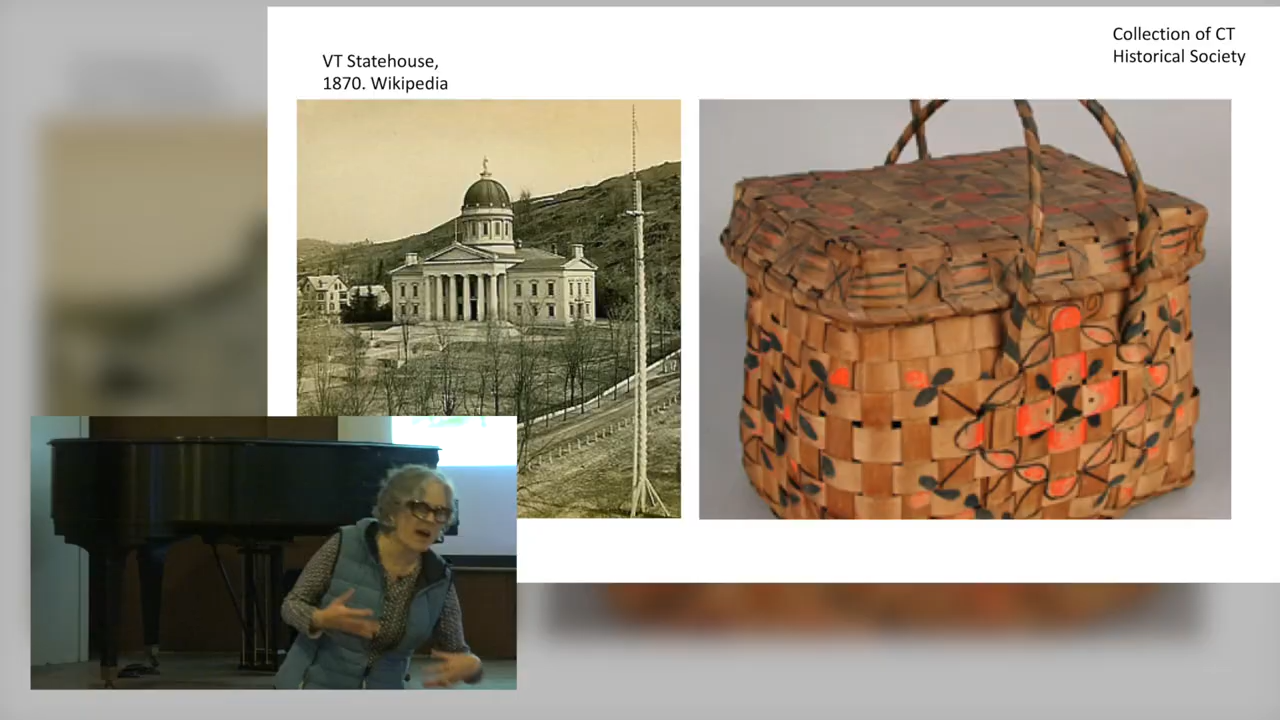 VT Statehouse,
1870. Wikipedia
Collection of CT
Historical Society